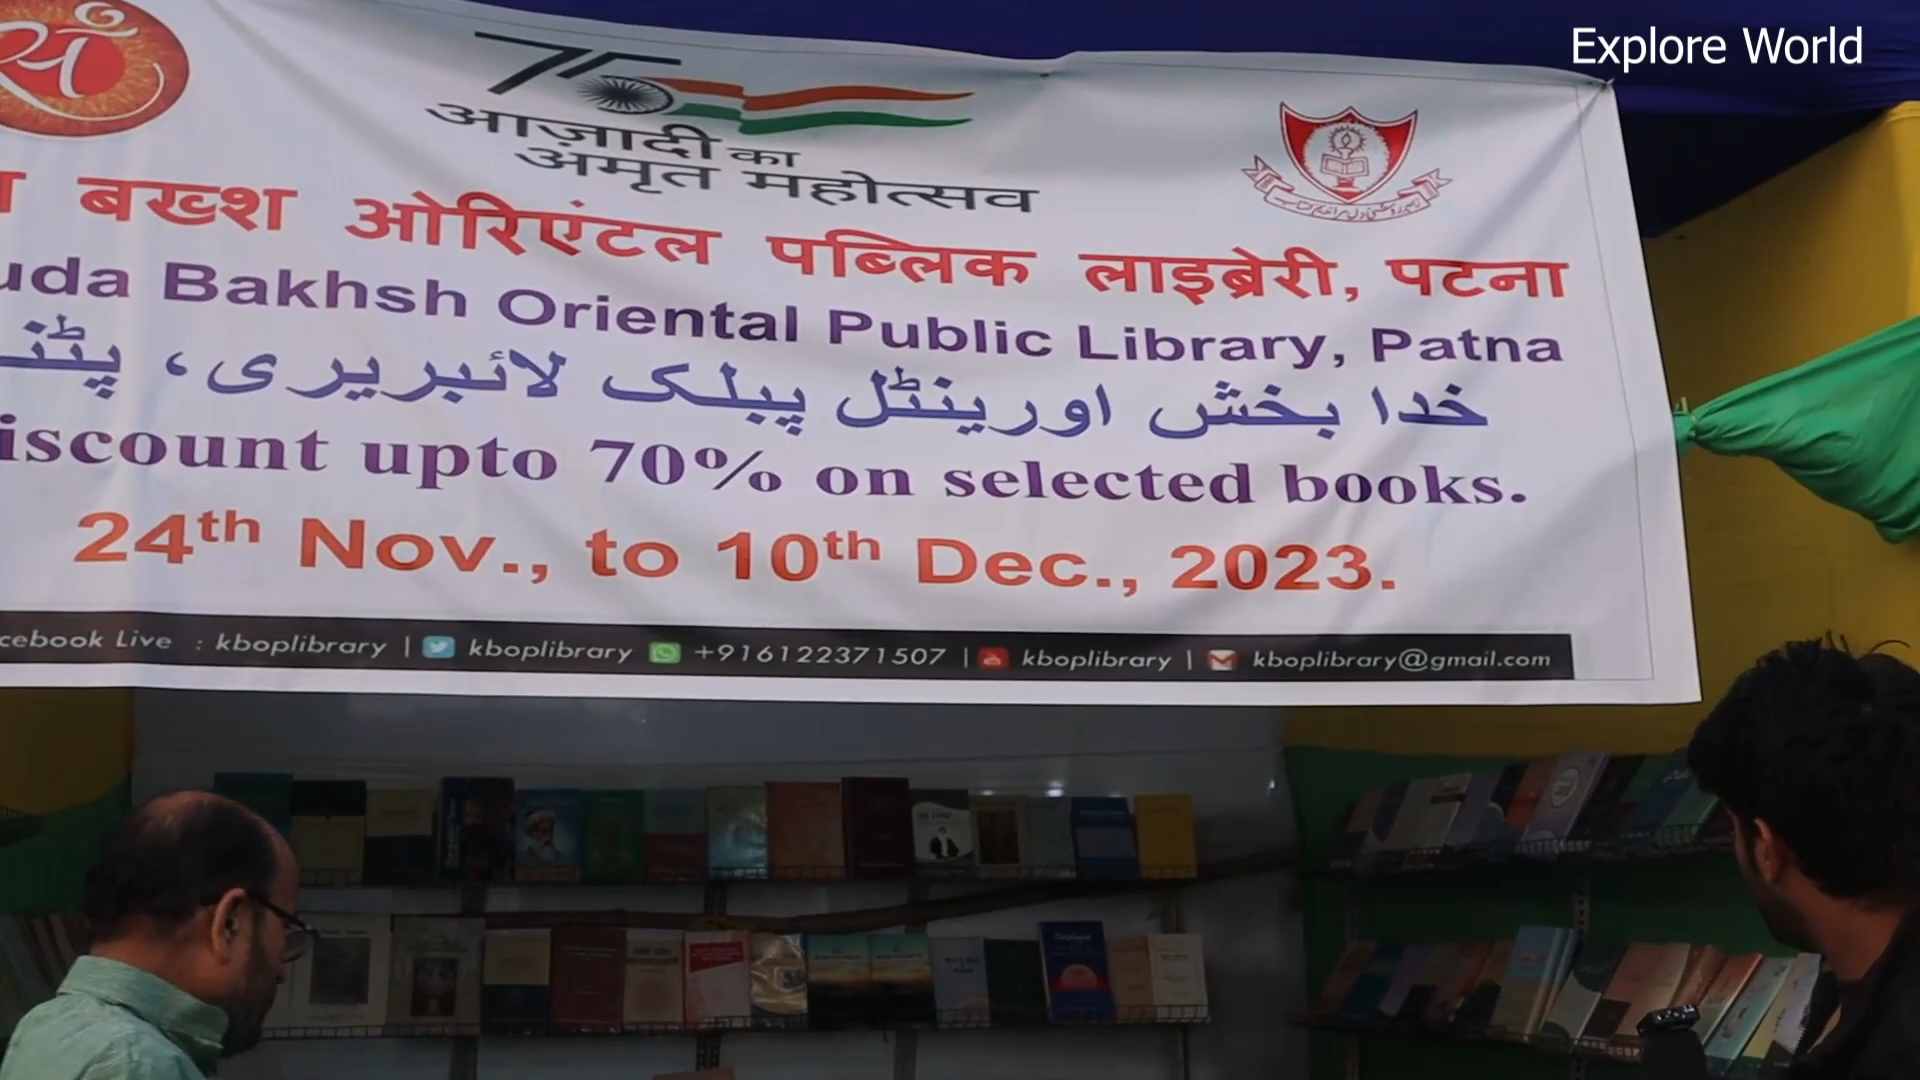 Explore World
सं
75
आज़ादी का
अमृत महोत्सव
बख्श ओरिएंटल पब्लिक लाइब्रेरी, पटना
uda Bakhsh Oriental Public Library, Patna
خدا بخش اورینٹل پبلک لائبریری، پٹنہ
iscount upto 70% on selected books.
24th Nov., to 10th Dec., 2023.
cebook Live : kboplibrary | kboplibrary +916122371507 | kboplibrary | kboplibrary@gmail.com